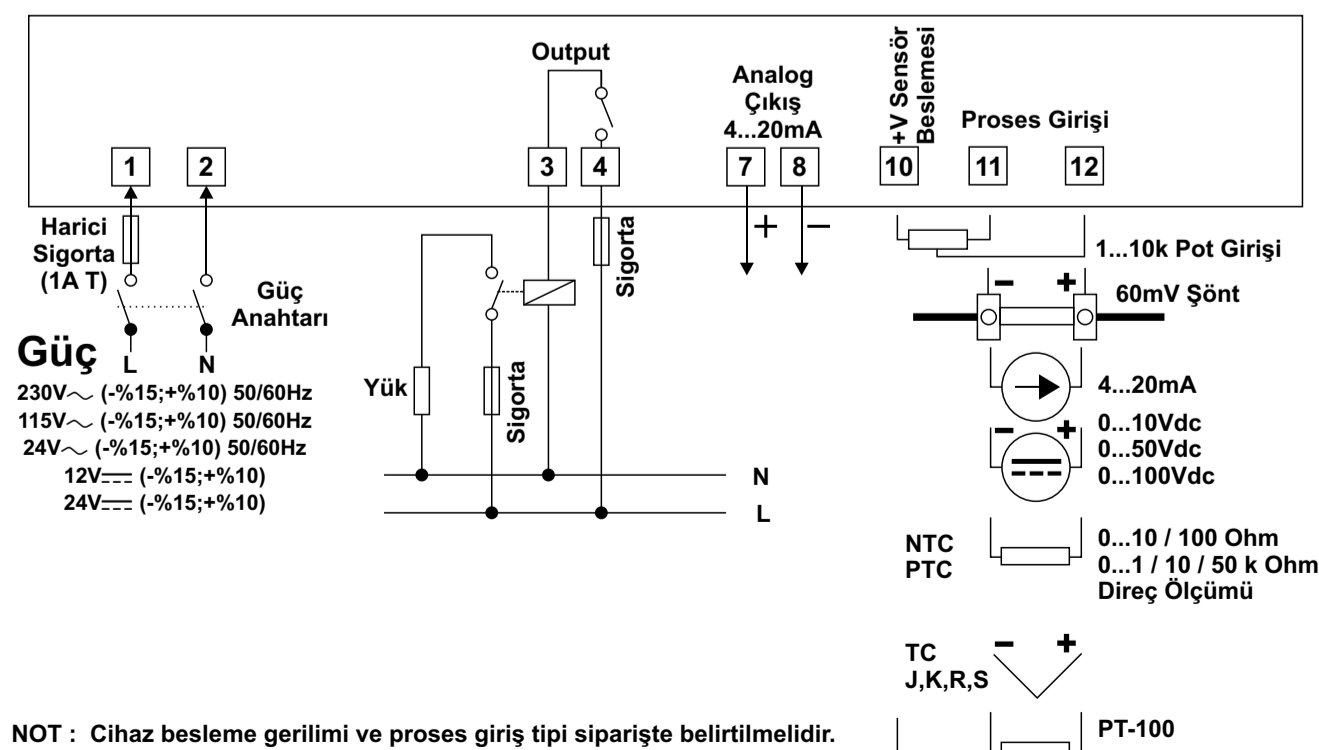 Output
Analog
Çıkış
4...20mA
+V Sensör
Beslemesi
Proses Girişi
1
2
3
4
7
8
10
11
12
Harici
Sigorta
(1A T)
Güç
Anahtarı
Güç
L
N
230V (-%15;+%10) 50/60Hz
115V (-%15;+%10) 50/60Hz
24V (-%15;+%10) 50/60Hz
12V (-%15;+%10)
24V (-%15;+%10)
Yük
Sigorta
Sigorta
N
L
+ −
1...10k Pot Girişi
− +
60mV Şönt
4...20mA
− +
0...10Vdc
0...50Vdc
0...100Vdc
NTC
PTC
0...10 / 100 Ohm
0...1 / 10 / 50 k Ohm
Direnç Ölçümü
TC
J,K,R,S
− +
PT-100
NOT : Cihaz besleme gerilimi ve proses giriş tipi siparişte belirtilmelidir.